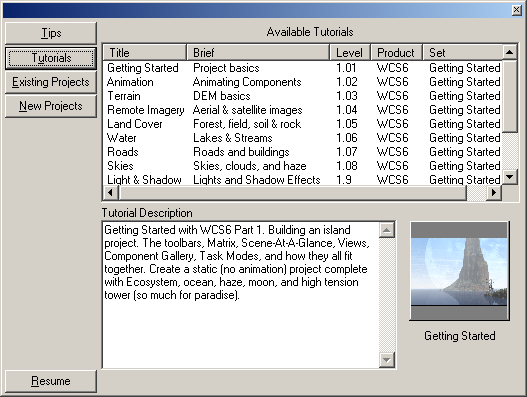 Tips
Tutorials
Existing Projects
New Projects
Available Tutorials
Title Brief Level Product Set
Getting Started Project basics 1.01 WCS6 Getting Started
Animation Animating Components 1.02 WCS6 Getting Started
Terrain DEM basics 1.03 WCS6 Getting Started
Remote Imagery Aerial & satellite images 1.04 WCS6 Getting Started
Land Cover Forest, field, soil & rock 1.05 WCS6 Getting Started
Water Lakes & Streams 1.06 WCS6 Getting Started
Roads Roads and buildings 1.07 WCS6 Getting Started
Skies Skies, clouds, and haze 1.08 WCS6 Getting Started
Light & Shadow Lights and Shadow Effects 1.9 WCS6 Getting Started
Tutorial Description
Getting Started with WCS6 Part 1. Building an island
project. The toolbars, Matrix, Scene-At-A-Glance, Views,
Component Gallery, Task Modes, and how they all fit
together. Create a static (no animation) project complete
with Ecosystem, ocean, haze, moon, and high tension
tower (so much for paradise).
Getting Started
Resume